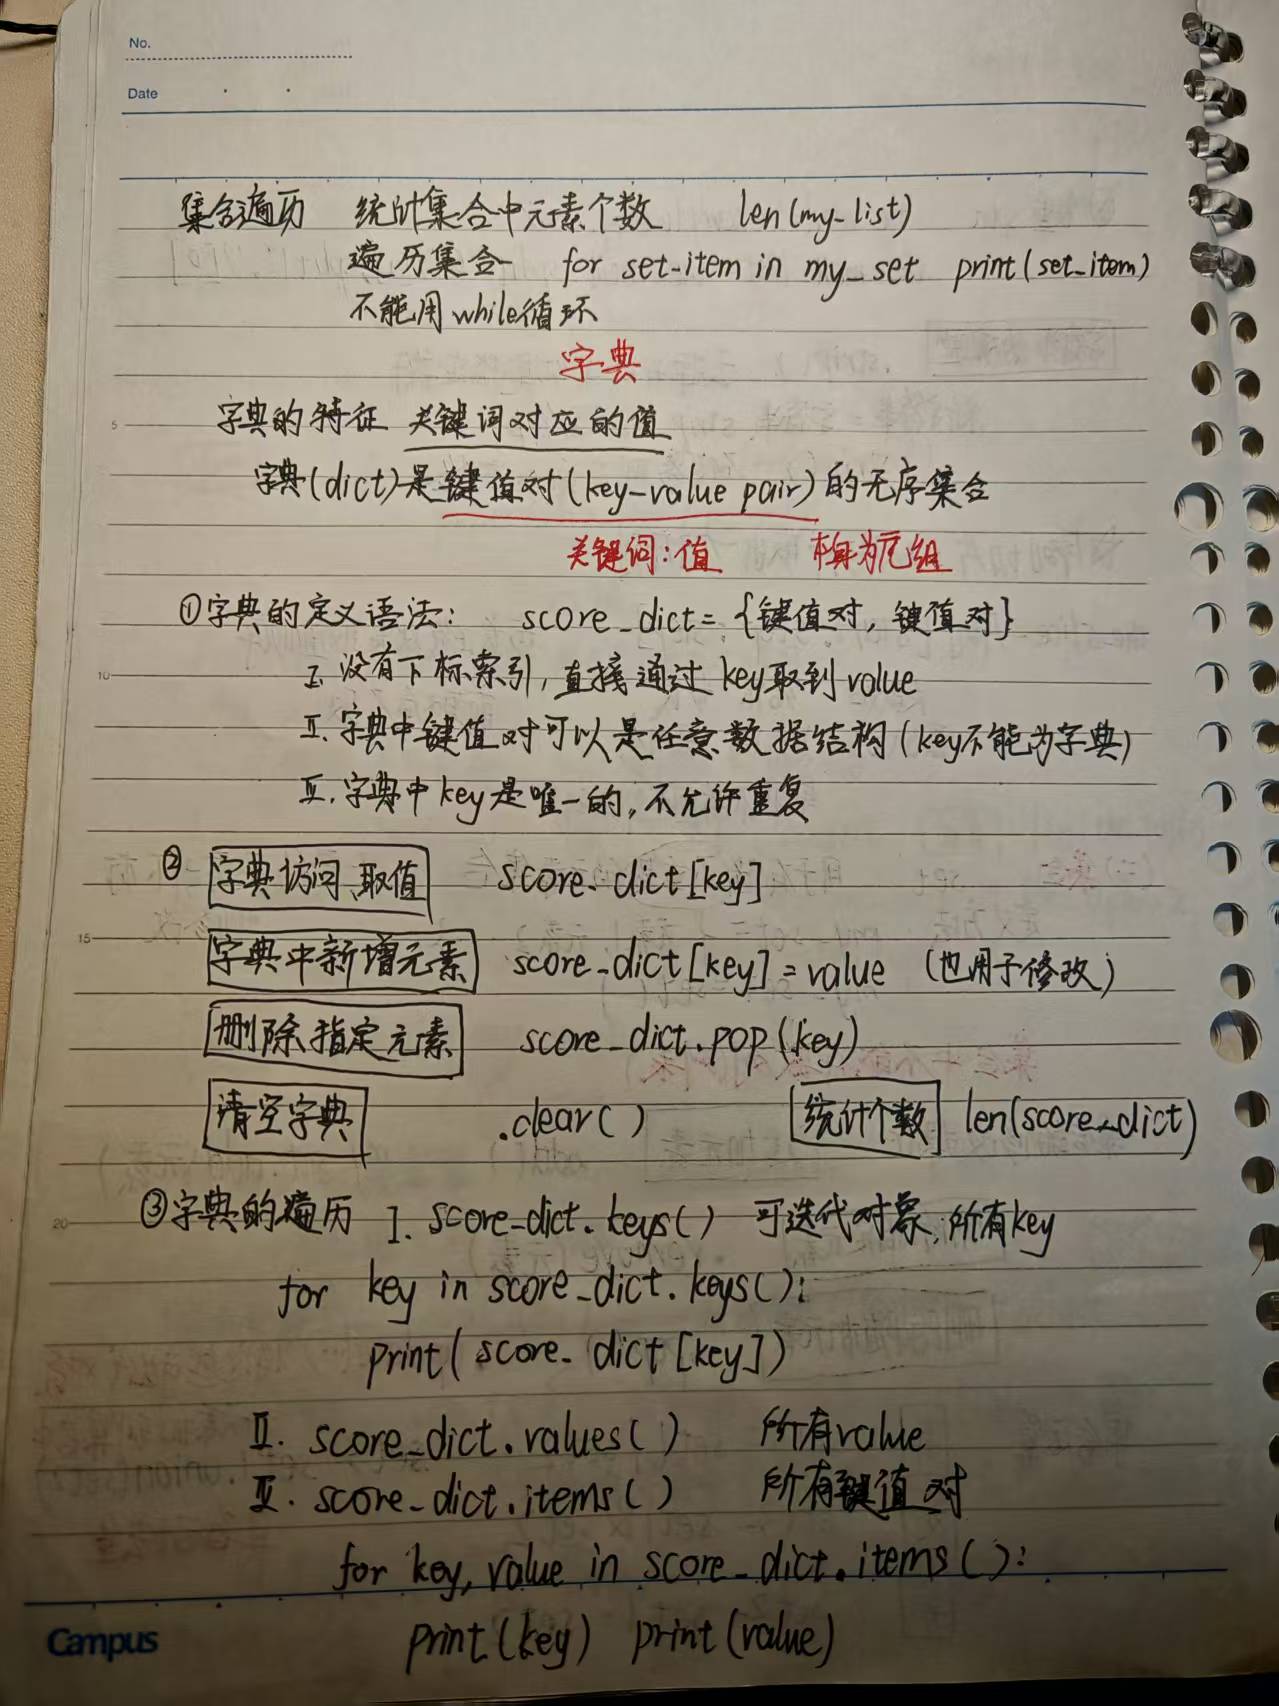 No.
Date
集合遍历 统计集合中元素个数 len(my-list)
遍历集合 for set-item in my_set print(set_item)
不能用while循环
字典
字典的特征 关键词对应的值
字典(dict)是键值对(key-value pair)的无序集合
关键词:值 本身为元组
①字典的定义语法: score_dict={键值对,键值对}
I. 没有下标索引,直接通过key取到value
II. 字典中键值对可以是任意数据结构(key不能为字典)
III. 字典中key是唯一的,不允许重复
② 字典访问、取值 score_dict[key]
字典中新增元素 score_dict[key]=value (也用于修改)
删除指定元素 score_dict.pop(key)
清空字典 .clear() 统计个数 len(score_dict)
③字典的遍历 I. score_dict.keys() 可迭代对象,所有key
for key in score_dict.keys():
print(score_dict[key])
II. score_dict.values() 所有value
III. score_dict.items() 所有键值对
for key, value in score_dict.items():
print(key) print(value)
5
10
15
20
Campus